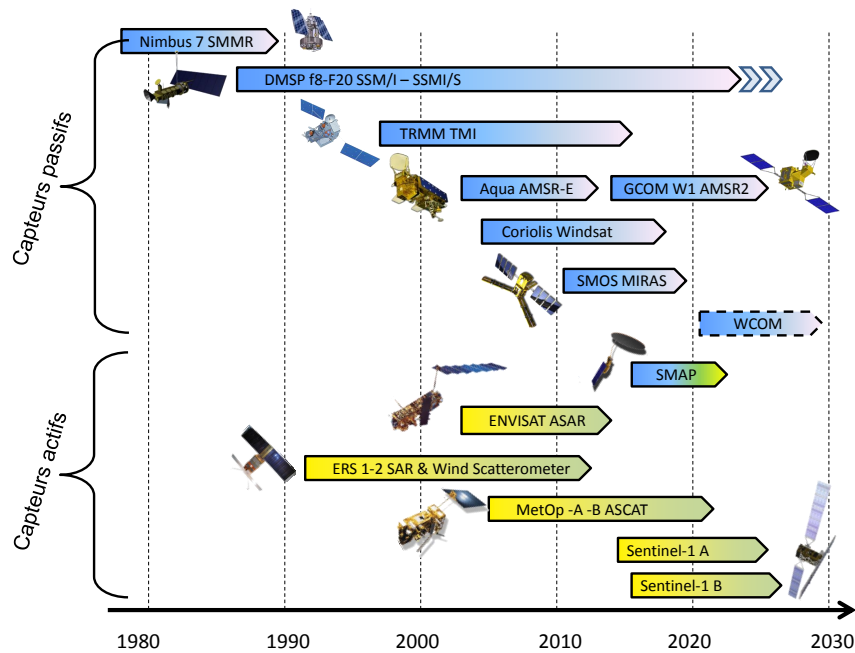 Nimbus 7 SMMR
DMSP f8-F20 SSM/I – SSMI/S
TRMM TMI
Aqua AMSR-E
GCOM W1 AMSR2
Coriolis Windsat
SMOS MIRAS
WCOM
Capteurs passifs
SMAP
ENVISAT ASAR
ERS 1-2 SAR & Wind Scatterometer
MetOp -A -B ASCAT
Sentinel-1 A
Sentinel-1 B
Capteurs actifs
1980 1990 2000 2010 2020 2030